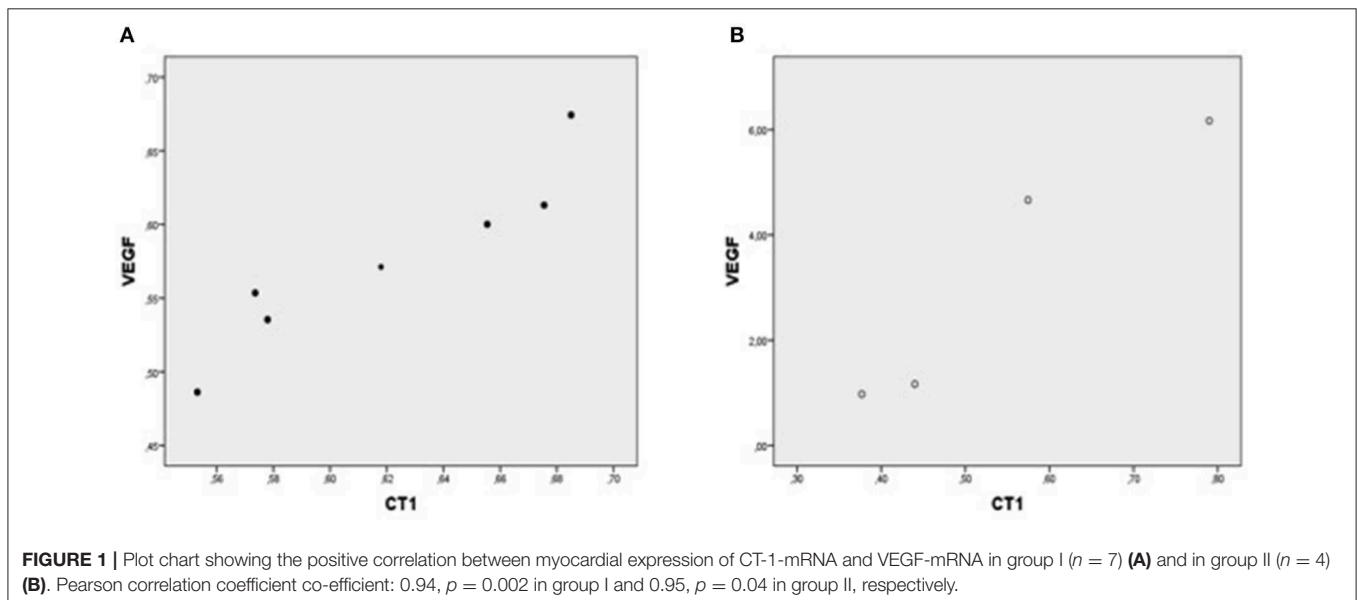 A
B
,70
,65
,60
,55
,50
,45
VEGF
,56 ,58 ,60 ,62 ,64 ,66 ,68 ,70
CT1
6,00
4,00
2,00
,00
VEGF
,30 ,40 ,50 ,60 ,70 ,80
CT1
FIGURE 1 | Plot chart showing the positive correlation between myocardial expression of CT-1-mRNA and VEGF-mRNA in group I (n = 7) (A) and in group II (n = 4)
(B). Pearson correlation coefficient co-efficient: 0.94, p = 0.002 in group I and 0.95, p = 0.04 in group II, respectively.